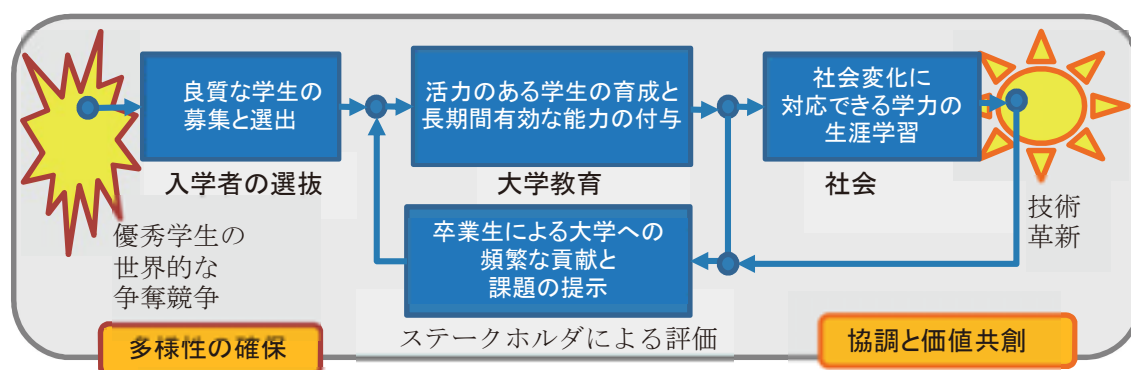 良質な学生の
募集と選出
活力のある学生の育成と
長期間有効な能力の付与
社会変化に
対応できる学力の
生涯学習
入学者の選抜
大学教育
社会
優秀学生の
世界的な
争奪競争
卒業生による大学への
頻繁な貢献と
課題の提示
技術
革新
ステークホルダによる評価
多様性の確保
協調と価値共創